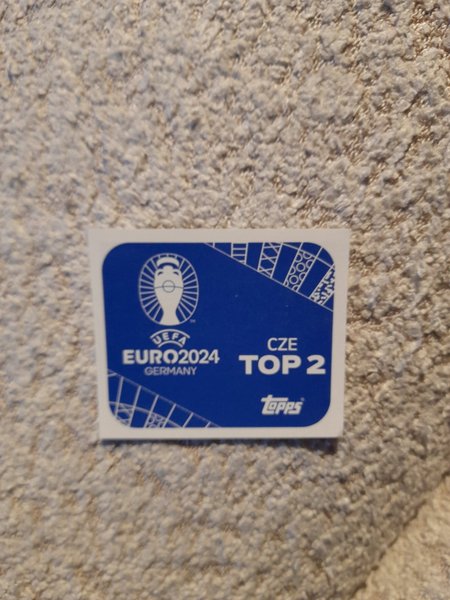 UEFA
EURO2024
GERMANY
CZE
TOP 2
Topps